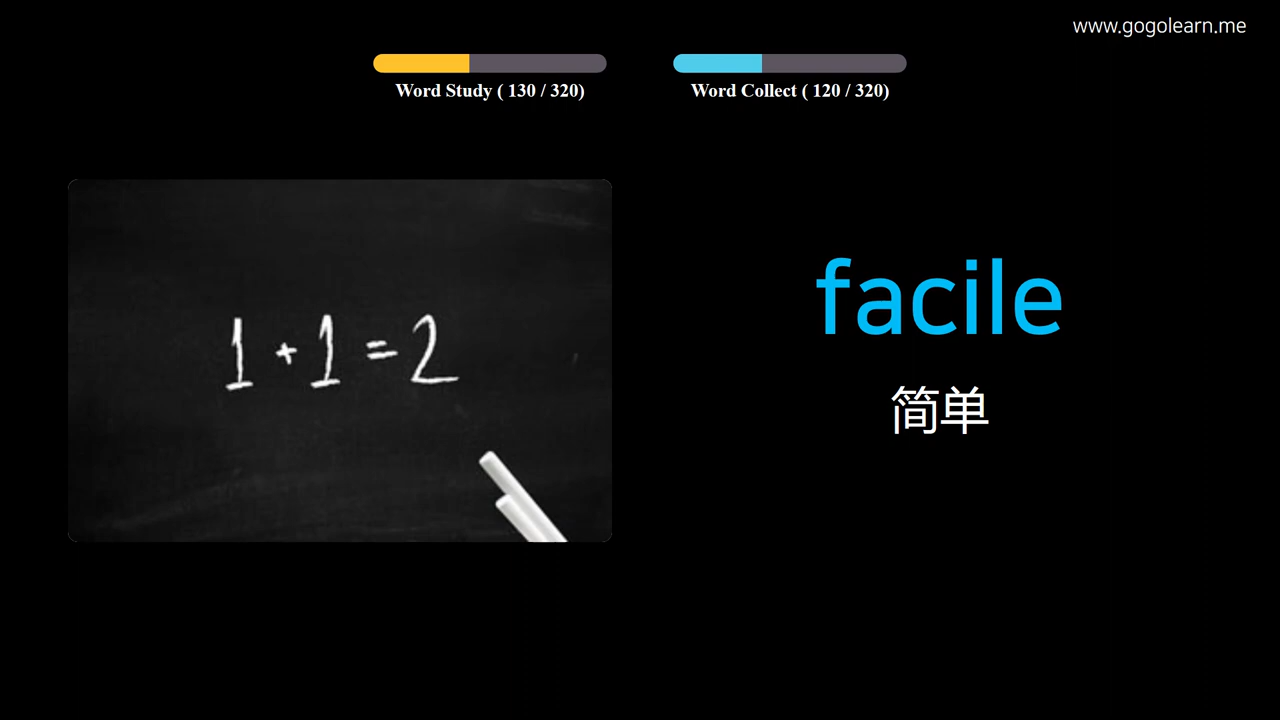 www.gogolearn.me
Word Study ( 130 / 320)
Word Collect ( 120 / 320)
1 + 1 = 2
facile
简单